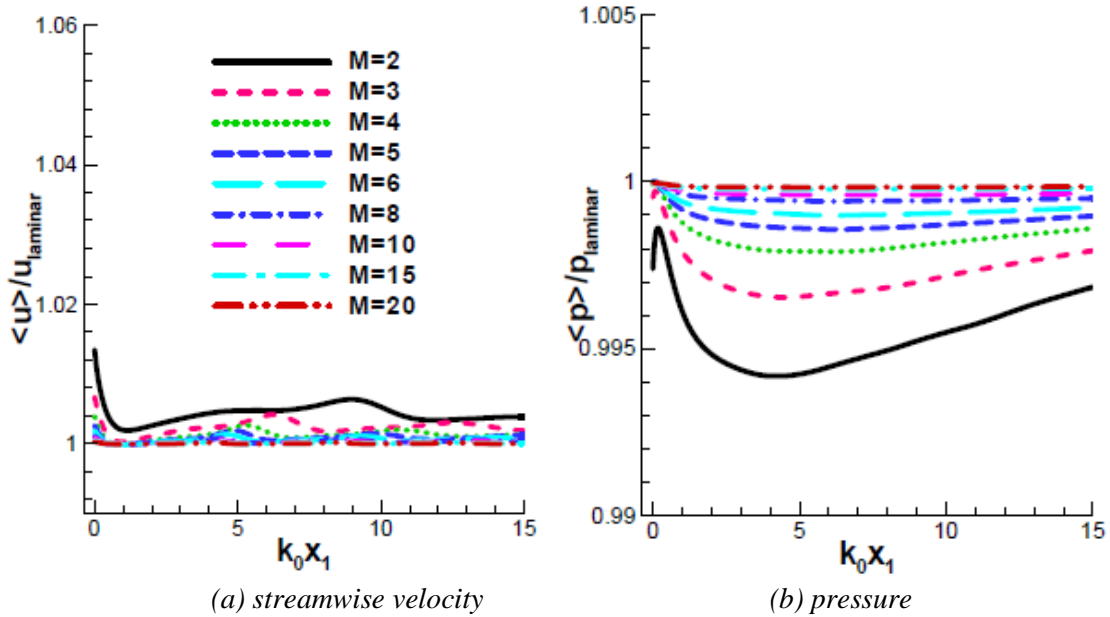 1.06
1.04
1.02
1
<u>/u_laminar
M=2
M=3
M=4
M=5
M=6
M=8
M=10
M=15
M=20
0 5 10 15
k₀x₁
(a) streamwise velocity
1.005
1
0.995
0.99
<p>/p_laminar
0 5 10 15
k₀x₁
(b) pressure